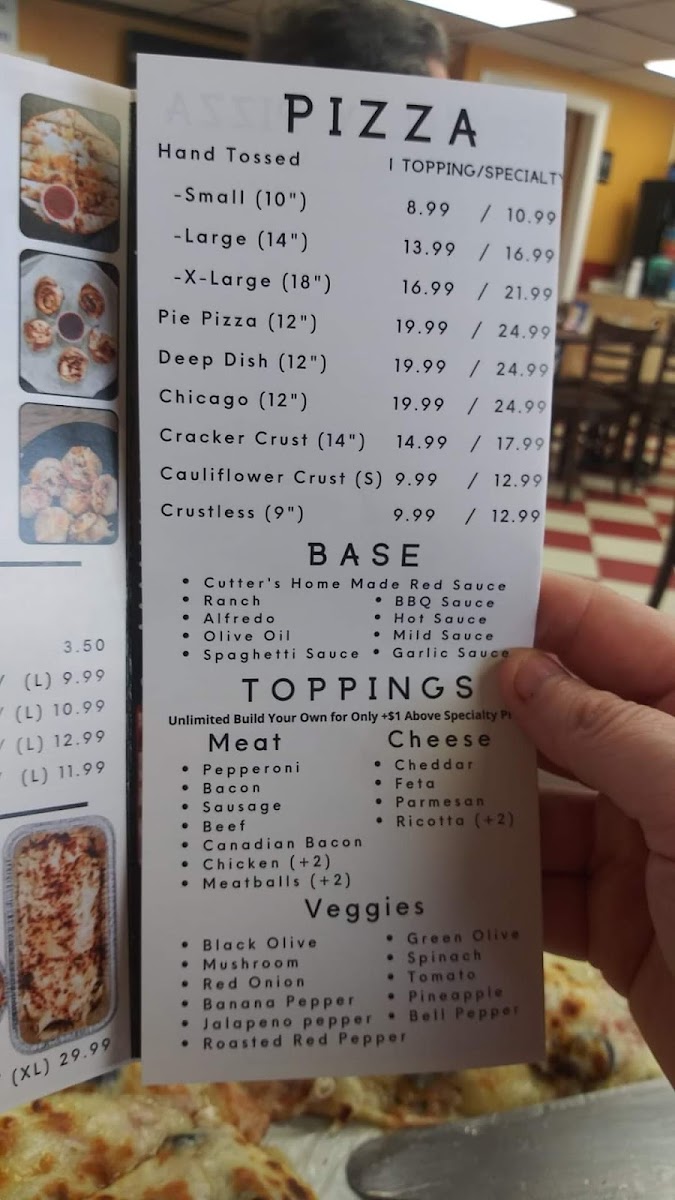 PIZZA
Hand Tossed 1 TOPPING/SPECIALTY
-Small (10") 8.99 / 10.99
-Large (14") 13.99 / 16.99
-X-Large (18") 16.99 / 21.99
Pie Pizza (12") 19.99 / 24.99
Deep Dish (12") 19.99 / 24.99
Chicago (12") 19.99 / 24.99
Cracker Crust (14") 14.99 / 17.99
Cauliflower Crust (S) 9.99 / 12.99
Crustless (9") 9.99 / 12.99
BASE
• Cutter's Home Made Red Sauce
• Ranch • BBQ Sauce
• Alfredo • Hot Sauce
• Olive Oil • Mild Sauce
• Spaghetti Sauce • Garlic Sauce
TOPPINGS
Unlimited Build Your Own for Only +$1 Above Specialty
Meat
• Pepperoni
• Bacon
• Sausage
• Beef
• Canadian Bacon
• Chicken (+2)
• Meatballs (+2)
Cheese
• Cheddar
• Feta
• Parmesan
• Ricotta (+2)
Veggies
• Black Olive
• Mushroom
• Red Onion
• Banana Pepper
• Jalapeno pepper
• Roasted Red Pepper
• Green Olive
• Spinach
• Tomato
• Pineapple
• Bell Pepper
3.50
/ (L) 9.99
/ (L) 10.99
/ (L) 12.99
/ (L) 11.99
(XL) 29.99